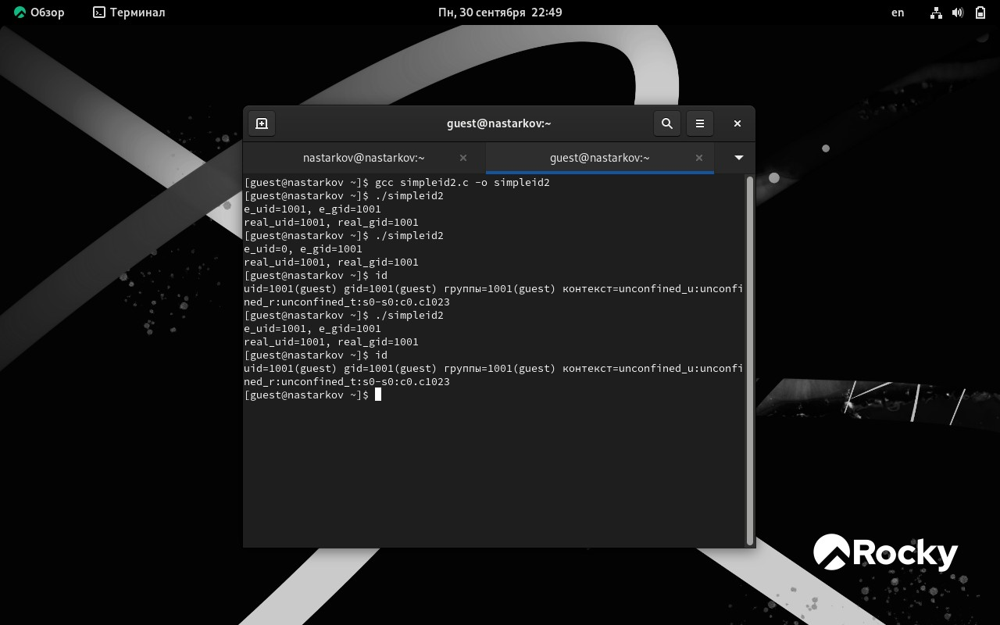 Обзор
Терминал
Пн, 30 сентября 22:49
en
guest@nastarkov:~
nastarkov@nastarkov:~
guest@nastarkov:~
[guest@nastarkov ~]$ gcc simpleid2.c -o simpleid2
[guest@nastarkov ~]$ ./simpleid2
e_uid=1001, e_gid=1001
real_uid=1001, real_gid=1001
[guest@nastarkov ~]$ ./simpleid2
e_uid=0, e_gid=1001
real_uid=1001, real_gid=1001
[guest@nastarkov ~]$ id
uid=1001(guest) gid=1001(guest) группы=1001(guest) контекст=unconfined_u:unconfi
ned_r:unconfined_t:s0-s0:c0.c1023
[guest@nastarkov ~]$ ./simpleid2
e_uid=1001, e_gid=1001
real_uid=1001, real_gid=1001
[guest@nastarkov ~]$ id
uid=1001(guest) gid=1001(guest) группы=1001(guest) контекст=unconfined_u:unconfi
ned_r:unconfined_t:s0-s0:c0.c1023
[guest@nastarkov ~]$
Rocky